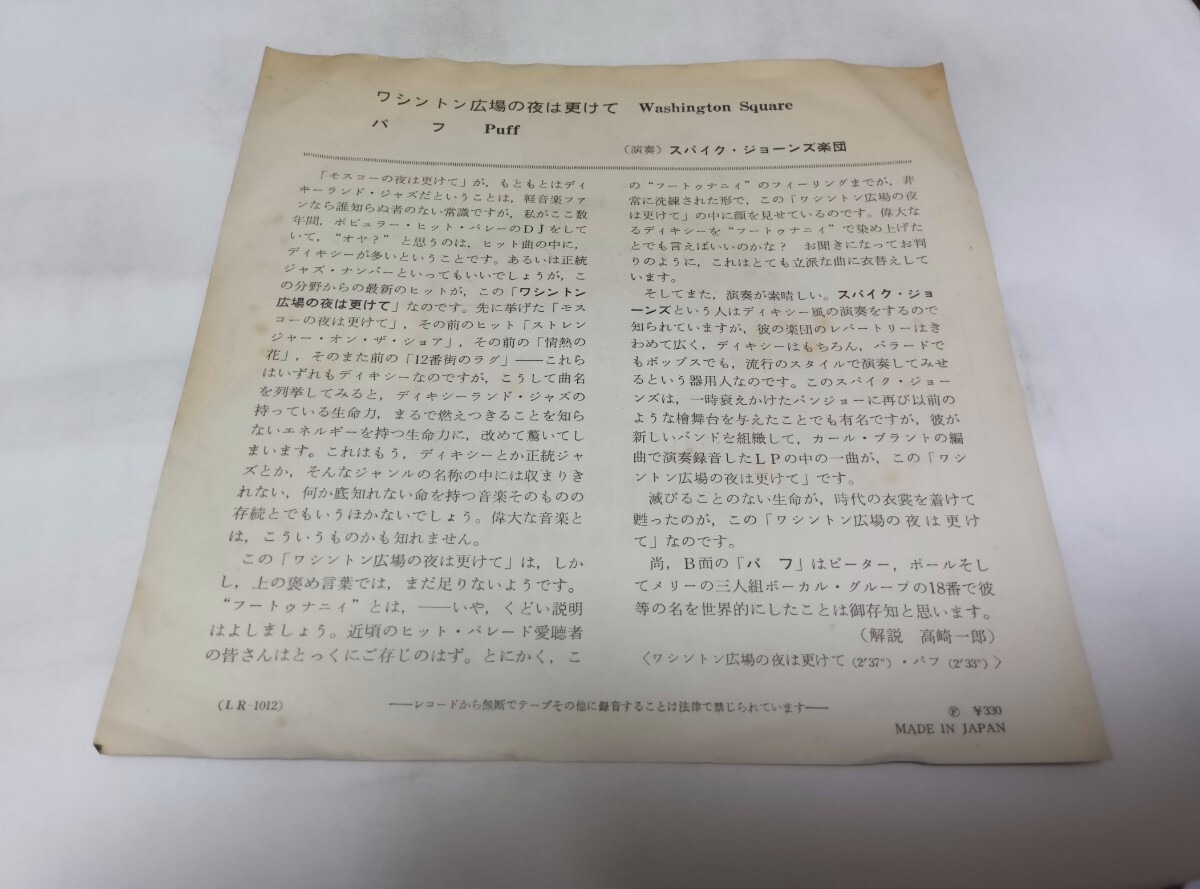 ワシントン広場の夜は更けて Washington Square
パフ Puff
（演奏）スパイク・ジョーンズ楽団
「モスコーの夜は更けて」が，もともとはディ
キーランド・ジャズだということは，軽音楽ファ
ンなら誰知らぬ者のない常識ですが，私がここ数
年間，ポピュラー・ヒット・パレーのＤＪをして
いて，“オヤ？”と思うのは，ヒット曲の中に，
ディキシーが多いということです。あるいは正統
ジャズ・ナンバーといってもいいでしょうが，こ
の分野からの最新のヒットが，この「ワシントン
広場の夜は更けて」なのです。先に挙げた「モス
コーの夜は更けて」，その前のヒット「ストレン
ジャー・オン・ザ・ショア」，その前の「情熱の
花」，そのまた前の「12番街のラグ」――これら
はいずれもディキシーなのですが，こうして曲名
を列挙してみると，ディキシーランド・ジャズの
持っている生命力，まるで燃えつきることを知ら
ないエネルギーを持つ生命力に，改めて驚いてし
まいます。これはもう，ディキシーとか正統ジャ
ズとか，そんなジャンルの名称の中には収まりき
れない，何か底知れない命を持つ音楽そのものの
存続とでもいうほかないでしょう。偉大な音楽と
は，こういうものかも知れません。
この「ワシントン広場の夜は更けて」は，しか
し，上の褒め言葉では，まだ足りないようです。
“フートゥナニィ”とは，――いや，くどい説明
はよしましょう。近頃のヒット・パレード愛聴者
の皆さんはとっくにご存じのはず。とにかく，こ
の“フートゥナニィ”のフィーリングまでが，非
常に洗練された形で，この「ワシントン広場の夜
は更けて」の中に顔を見せているのです。偉大な
るディキシーを“フートゥナニィ”で染め上げた
とでも言えばいいのかな？　お聞きになってお判
りのように，これはとても立派な曲に衣替えして
います。
そしてまた，演奏が素晴しい。スパイク・ジョ
ーンズという人はディキシー風の演奏をするので
知られていますが，彼の楽団のレパートリーはき
わめて広く，ディキシーはもちろん，バラードで
もポップスでも，流行のスタイルで演奏してみせ
るという器用人なのです。このスパイク・ジョー
ンズは，一時衰えかけたバンジョーに再び以前の
ような檜舞台を与えたことでも有名ですが，彼が
新しいバンドを組織して，カール・ブラントの編
曲で演奏録音したＬＰの中の一曲が，この「ワシ
ントン広場の夜は更けて」です。
滅びることのない生命が，時代の衣裳を着けて
甦ったのが，この「ワシントン広場の夜は更け
て」なのです。
尚，Ｂ面の「パフ」はピーター，ポールそし
てメリーの三人組ボーカル・グループの18番で彼
等の名を世界的にしたことは御存知と思います。
（解説　高崎一郎）
〈ワシントン広場の夜は更けて（2′37″）・パフ（2′33″）〉
（ＬＲ-1012）
――レコードから無断でテープその他に録音することは法律で禁じられています――
Ⓟ ¥330
MADE IN JAPAN